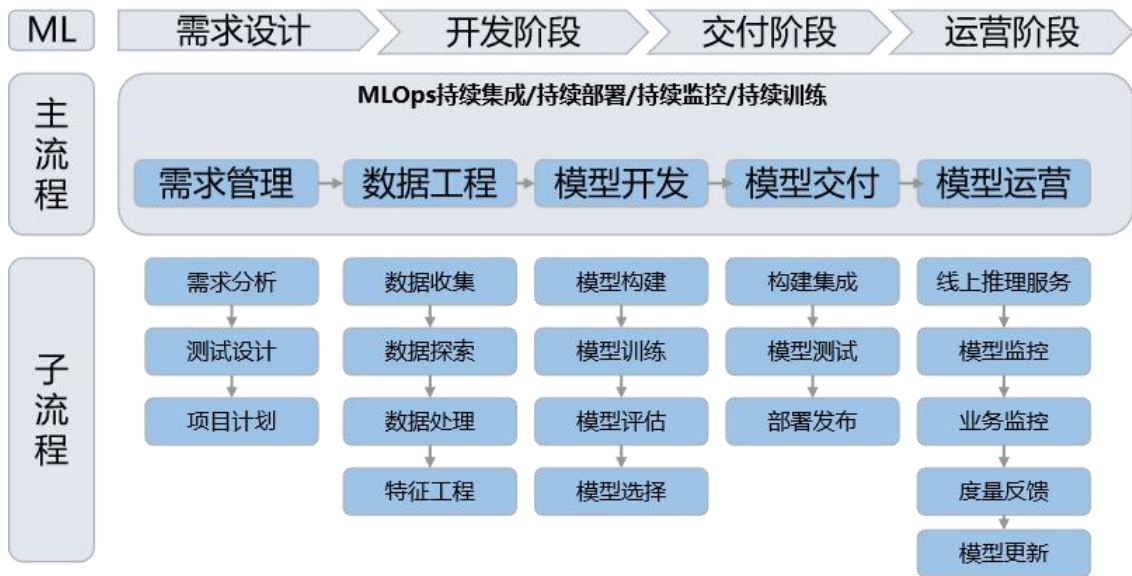 ML
需求设计
开发阶段
交付阶段
运营阶段
主流程
MLOps持续集成/持续部署/持续监控/持续训练
需求管理
数据工程
模型开发
模型交付
模型运营
子流程
需求分析
数据收集
模型构建
构建集成
线上推理服务
测试设计
数据探索
模型训练
模型测试
模型监控
项目计划
数据处理
模型评估
部署发布
业务监控
特征工程
模型选择
度量反馈
模型更新